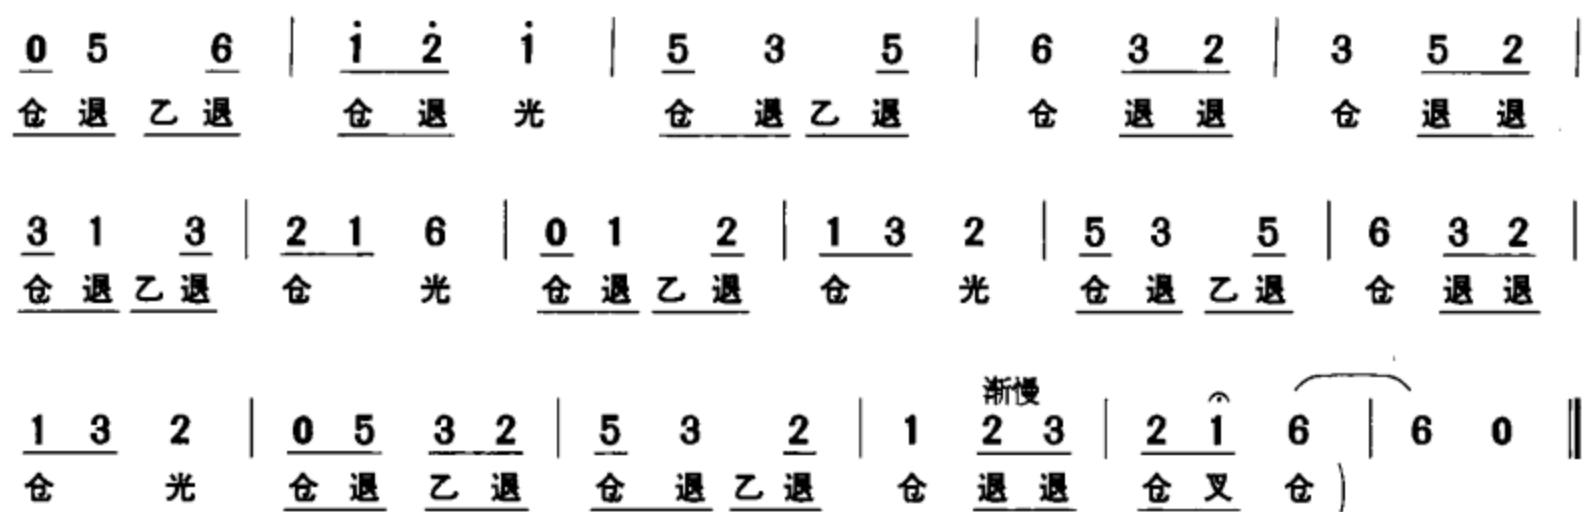 0 5 6 | 1̇ 2̇ 1̇ | 5 3 5 | 6 3 2 | 3 5 2 |
仓 退 乙 退 仓 退 光 仓 退 乙 退 仓 退 退 仓 退 退
3 1 3 | 2 1 6 | 0 1 2 | 1 3 2 | 5 3 5 | 6 3 2 |
仓 退 乙 退 仓 光 仓 退 乙 退 仓 光 仓 退 乙 退 仓 退 退
渐慢
1 3 2 | 0 5 3 2 | 5 3 2 | 1 2 3 | 2 1 6 | 6 0 ‖
仓 光 仓 退 乙 退 仓 退 乙 退 仓 退 退 仓 叉 仓 )